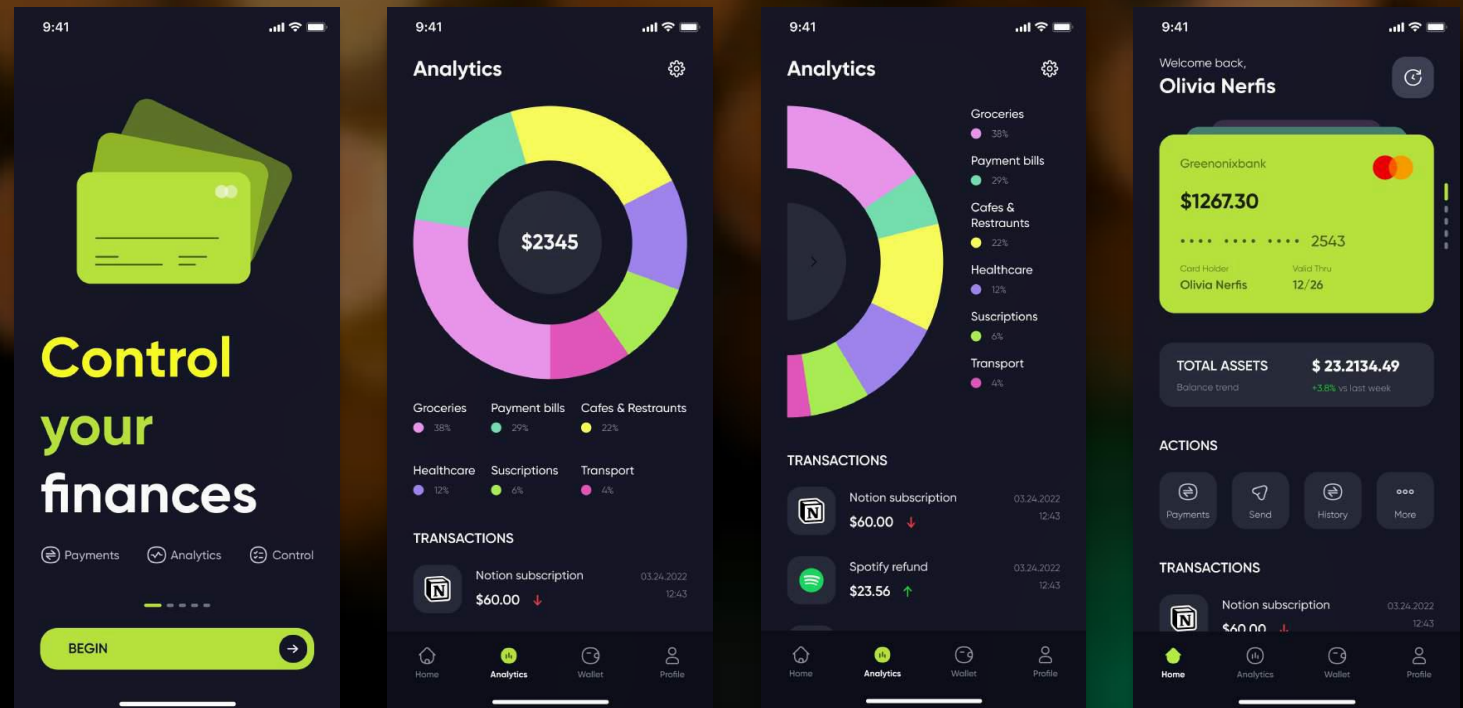 9:41
Control
your
finances
Payments Analytics Control
BEGIN
9:41
Analytics
$2345
Groceries Payment bills Cafes & Restraunts
38% 29% 22%
Healthcare Suscriptions Transport
12% 6% 4%
TRANSACTIONS
Notion subscription 03.24.2022
$60.00 12:43
Home Analytics Wallet Profile
9:41
Analytics
Groceries
38%
Payment bills
29%
Cafes &
Restraunts
22%
Healthcare
12%
Suscriptions
6%
Transport
4%
TRANSACTIONS
Notion subscription 03.24.2022
$60.00 12:43
Spotify refund 03.24.2022
$23.56 12:43
Home Analytics Wallet Profile
9:41
Welcome back,
Olivia Nerfis
Greenonixbank
$1267.30
•••• •••• •••• 2543
Card Holder Valid Thru
Olivia Nerfis 12/26
TOTAL ASSETS $ 23.2134.49
Balance trend +3.8% vs last week
ACTIONS
Payments Send History More
TRANSACTIONS
Notion subscription 03.24.2022
$60.00 12:43
Home Analytics Wallet Profile